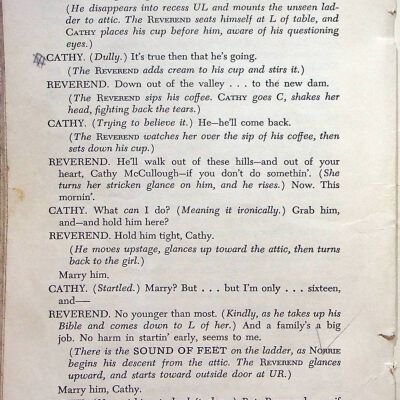 (He disappears into recess UL and mounts the unseen lad-
der to attic. The REVEREND seats himself at L of table, and
CATHY places his cup before him, aware of his questioning
eyes.)
CATHY. (Dully.) It's true then that he's going.
(The REVEREND adds cream to his cup and stirs it.)
REVEREND. Down out of the valley . . . to the new dam.
(The REVEREND sips his coffee. CATHY goes C, shakes her
head, fighting back the tears.)
CATHY. (Trying to believe it.) He—he'll come back.
(The REVEREND watches her over the sip of his coffee, then
sets down his cup.)
REVEREND. He'll walk out of these hills—and out of your
heart, Cathy McCullough—if you don't do somethin'. (She
turns her stricken glance on him, and he rises.) Now. This
mornin'.
CATHY. What can I do? (Meaning it ironically.) Grab him,
and—and hold him here?
REVEREND. Hold him tight, Cathy.
(He moves upstage, glances up toward the attic, then turns
back to the girl.)
Marry him.
CATHY. (Startled.) Marry? But . . . but I'm only . . . sixteen,
and——
REVEREND. No younger than most. (Kindly, as he takes up his
Bible and comes down to L of her.) And a family's a big
job. No harm in startin' early, seems to me.
(There is the SOUND OF FEET on the ladder, as NORRIE
begins his descent from the attic. The REVEREND glances
upward, and starts toward outside door at UR.)
Marry him, Cathy.